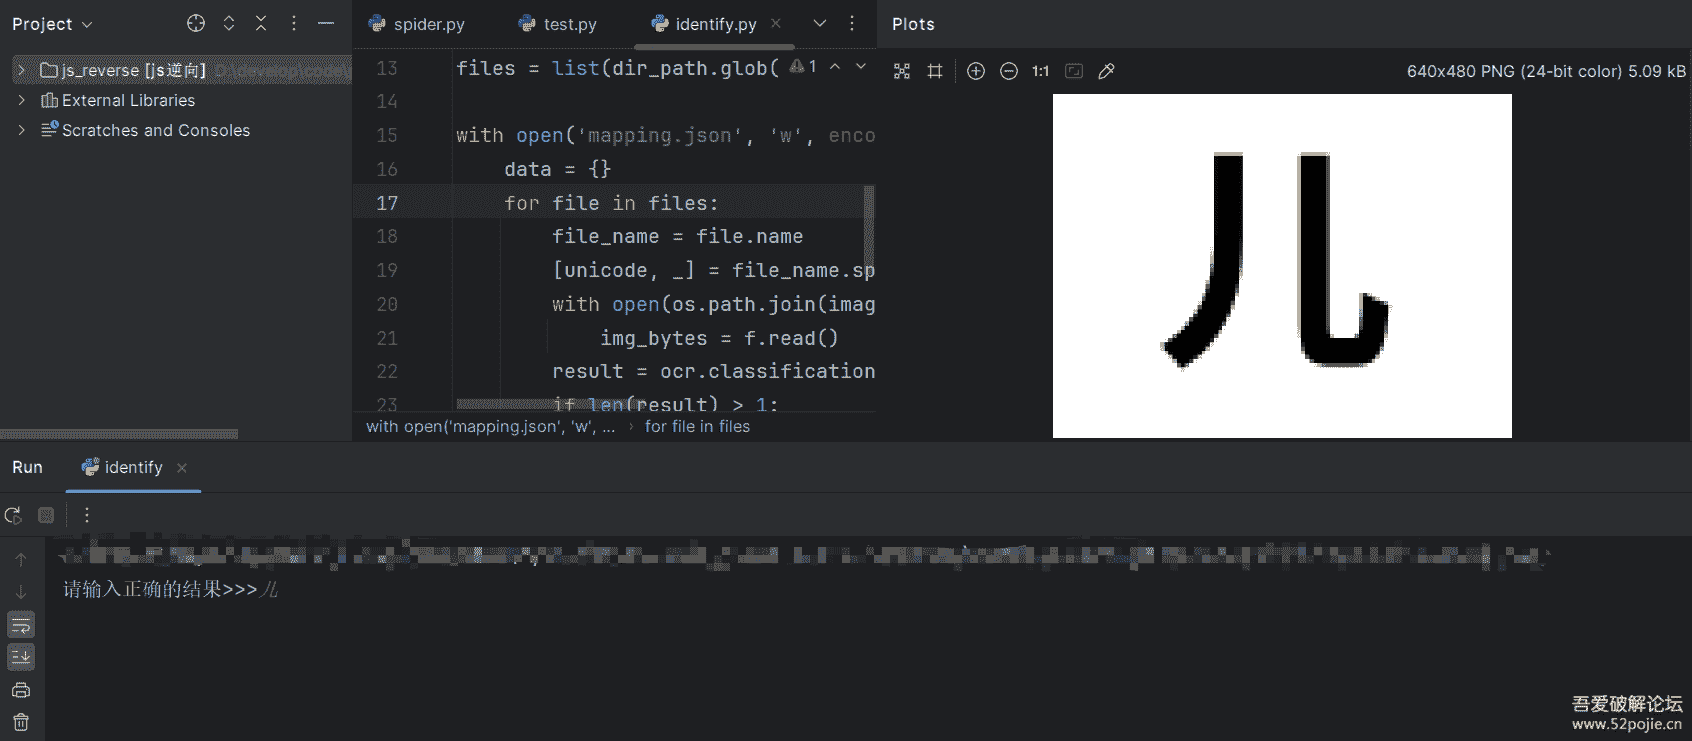 Project
spider.py
test.py
identify.py
Plots
js_reverse [js逆向] D:\develop\code\
External Libraries
Scratches and Consoles
13 files = list(dir_path.glob(
1
14
15 with open('mapping.json', 'w', enco
16 data = {}
17 for file in files:
18 file_name = file.name
19 [unicode, _] = file_name.sp
20 with open(os.path.join(imag
21 img_bytes = f.read()
22 result = ocr.classification
23 if len(result) > 1:
with open('mapping.json', 'w', ... › for file in files
1:1
640x480 PNG (24-bit color) 5.09 kB
儿
Run
identify
请输入正确的结果>>>儿
吾爱破解论坛
www.52pojie.cn